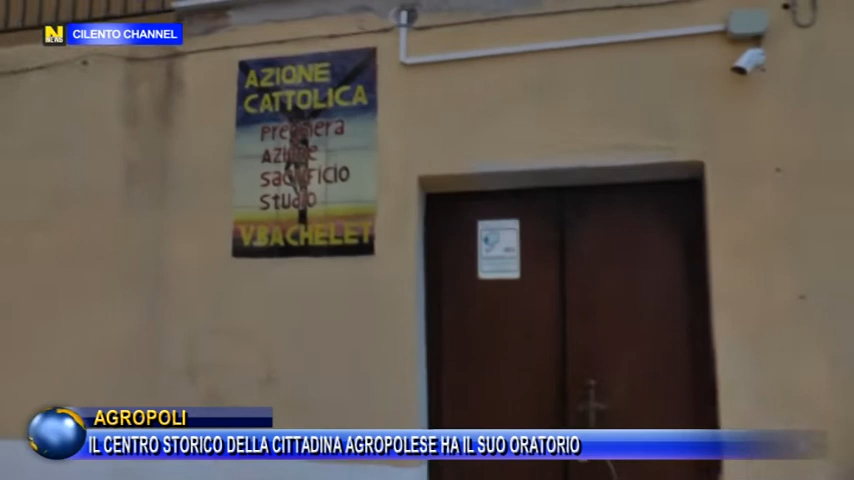 N
NEWS
CILENTO CHANNEL
AZIONE
CATTOLICA
PREGHIERA
AZIONE
SACRIFICIO
STUDIO
V.BACHELET
AGROPOLI
IL CENTRO STORICO DELLA CITTADINA AGROPOLESE HA IL SUO ORATORIO